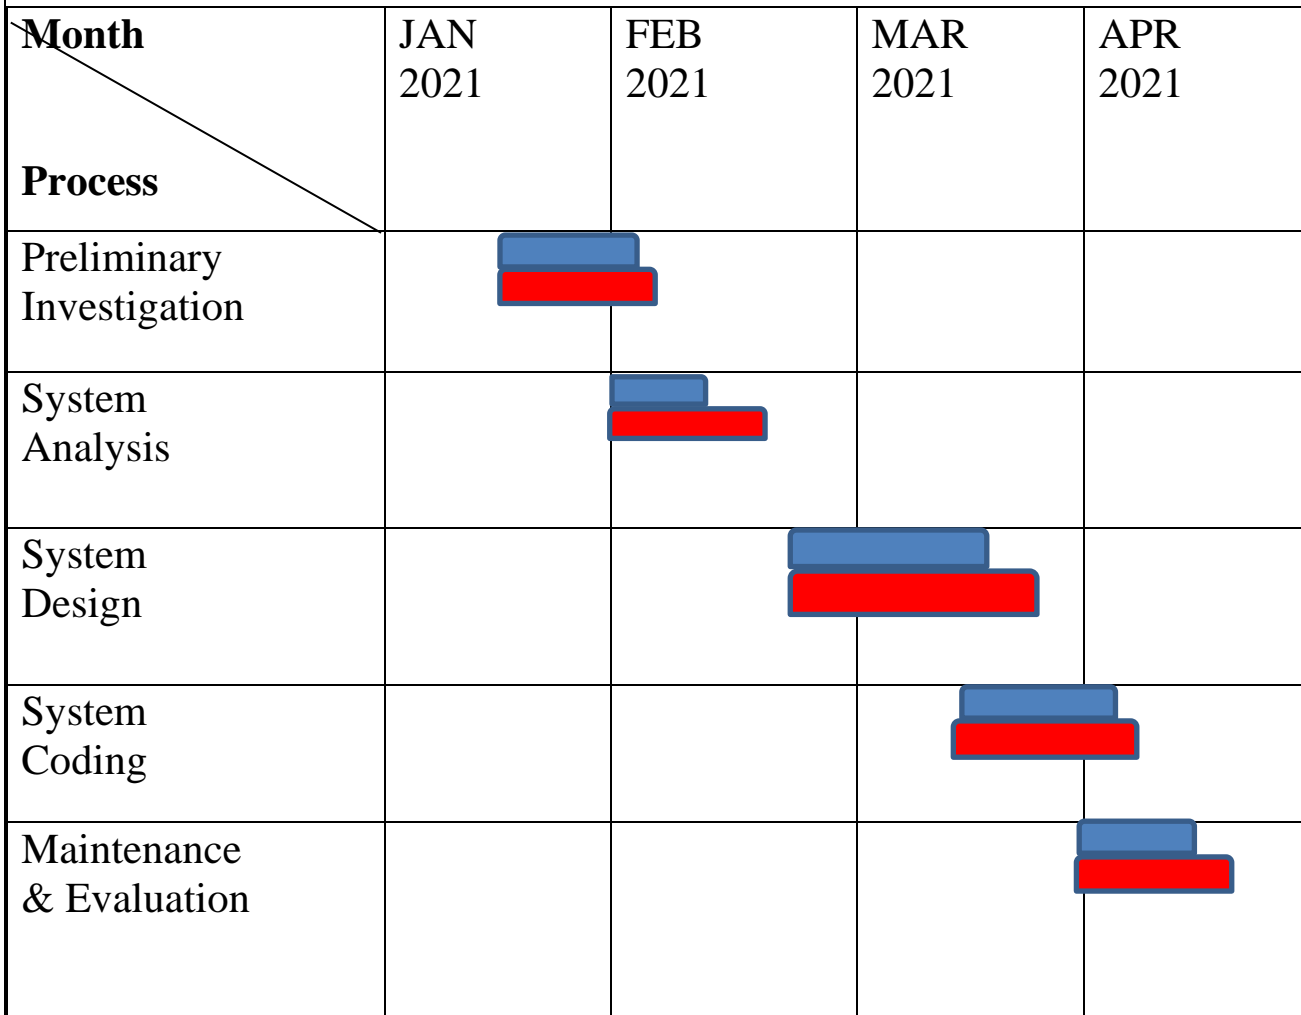 Month
Process
JAN
2021
FEB
2021
MAR
2021
APR
2021
Preliminary
Investigation
System
Analysis
System
Design
System
Coding
Maintenance
& Evaluation